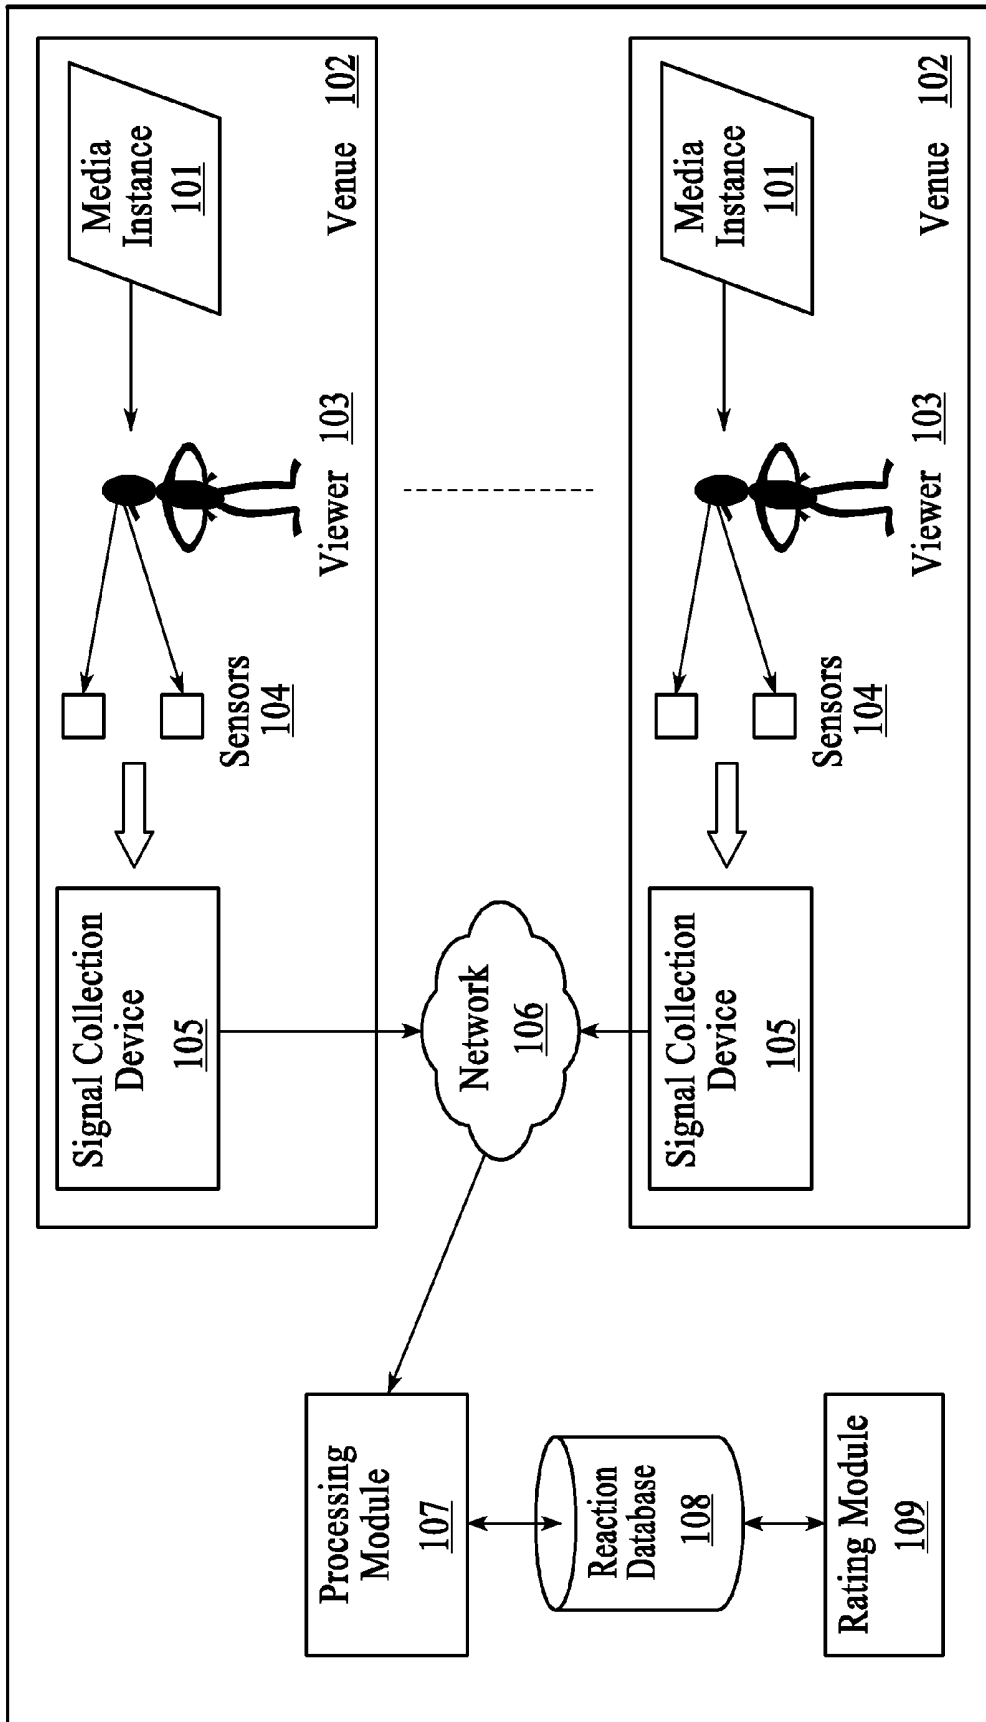 Media
Instance
101
Venue 102
Viewer 103
Sensors
104
Signal Collection
Device
105
Network
106
Media
Instance
101
Venue 102
Viewer 103
Sensors
104
Signal Collection
Device
105
Processing
Module
107
Reaction
Database
108
Rating Module
109